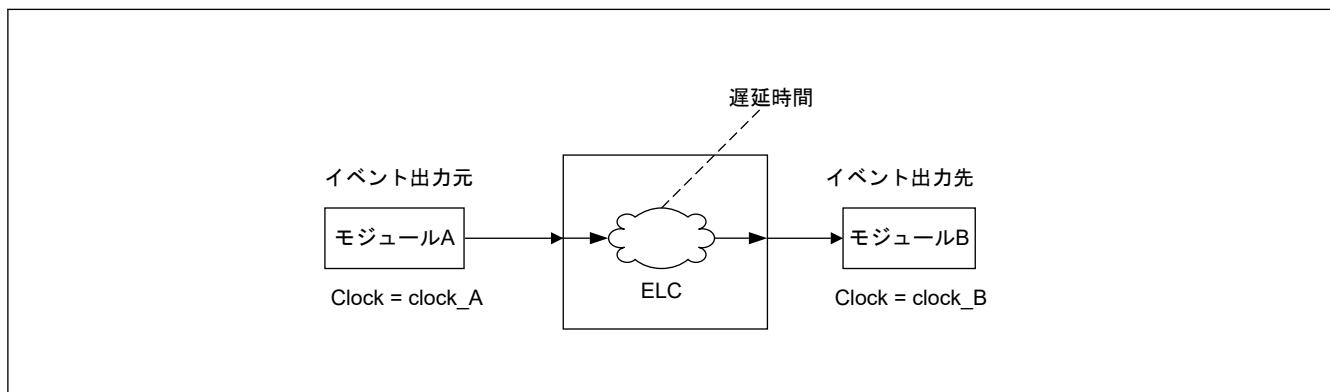 遅延時間
イベント出力元
イベント出力先
モジュールA
モジュールB
ELC
Clock = clock_A
Clock = clock_B